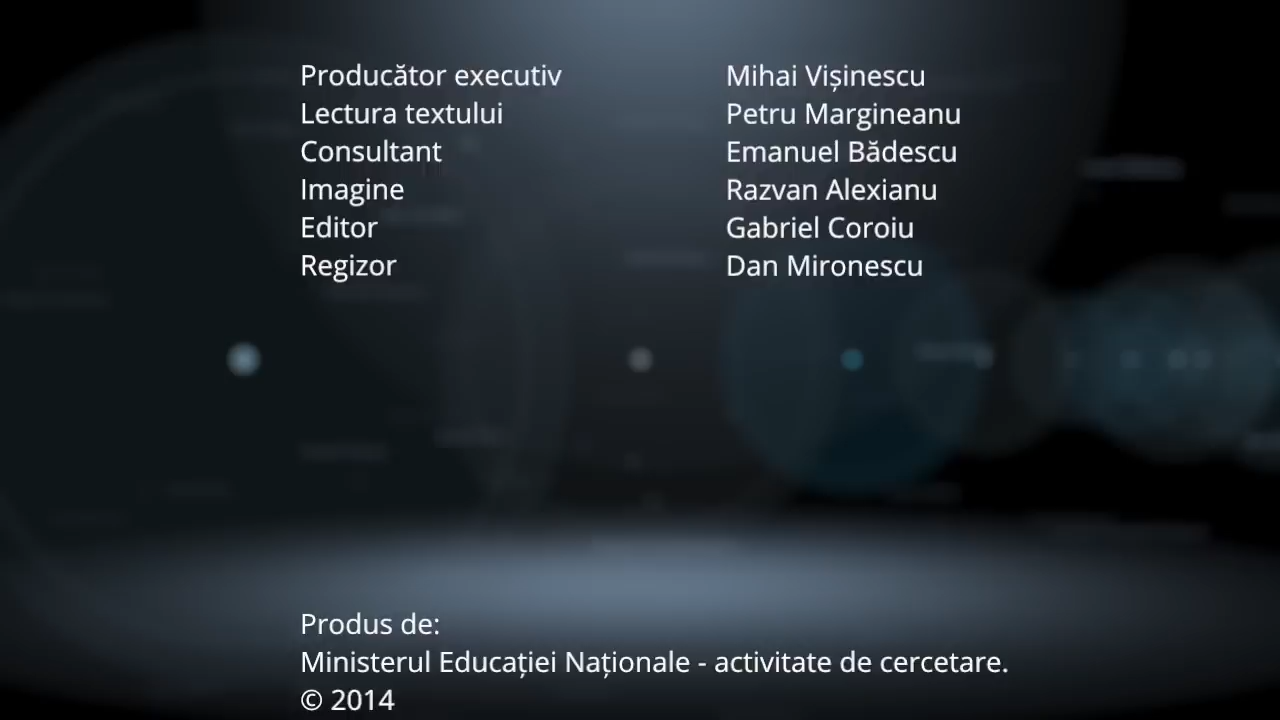 Producător executiv Mihai Vișinescu
Lectura textului Petru Margineanu
Consultant Emanuel Bădescu
Imagine Razvan Alexianu
Editor Gabriel Coroiu
Regizor Dan Mironescu
Produs de:
Ministerul Educației Naționale - activitate de cercetare.
© 2014